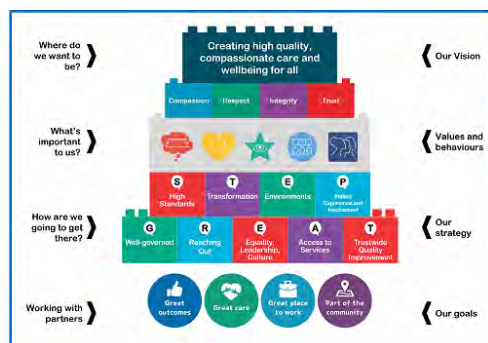 Where do
we want to
be?
Creating high quality,
compassionate care and
wellbeing for all
Our Vision
Compassion
Respect
Integrity
Trust
What's
important
to us?
Values and
behaviours
S
T
E
P
High
Standards
Transformation
Environments
Patient
Experience and
Involvement
How are we
going to get
there?
G
R
E
A
T
Well-governed
Reaching
Out
Equality,
Leadership,
Culture
Access to
Services
Trustwide
Quality
Improvement
Our
strategy
Working with
partners
Great
outcomes
Great care
Great place
to work
Part of the
community
Our goals